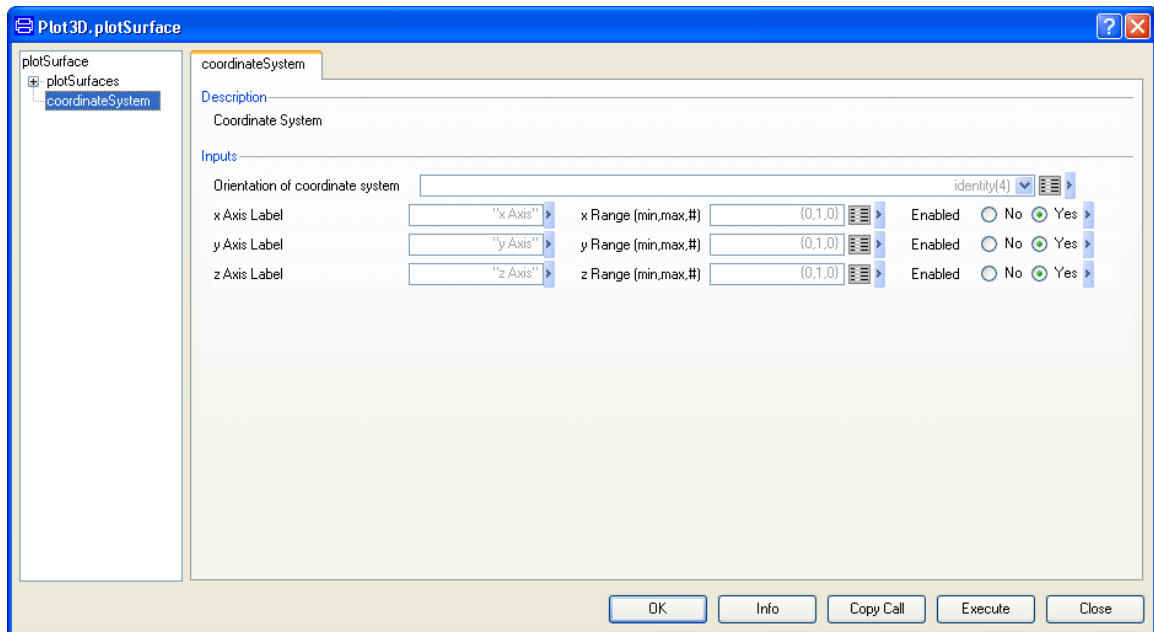 Plot3D.plotSurface
plotSurface
plotSurfaces
coordinateSystem
coordinateSystem
Description
Coordinate System
Inputs
Orientation of coordinate system identity(4)
x Axis Label "x Axis" x Range (min,max,#) {0,1,0} Enabled No Yes
y Axis Label "y Axis" y Range (min,max,#) {0,1,0} Enabled No Yes
z Axis Label "z Axis" z Range (min,max,#) {0,1,0} Enabled No Yes
OK Info Copy Call Execute Close